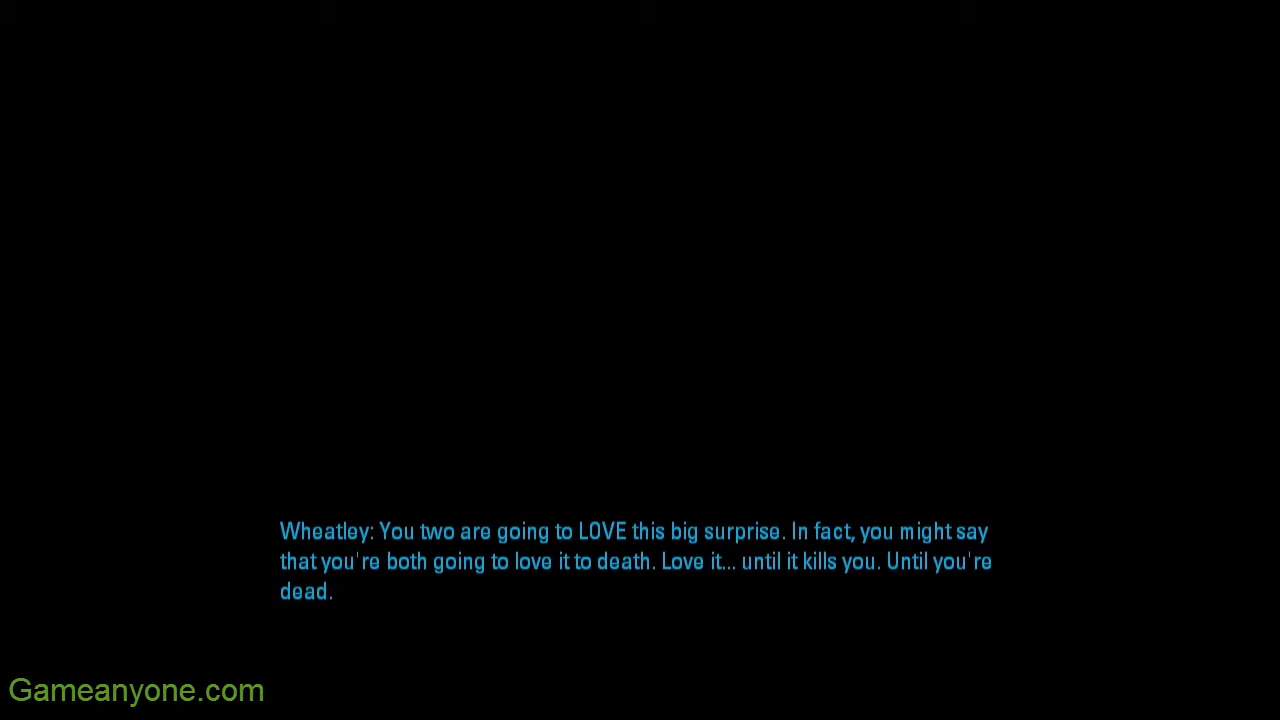 Wheatley: You two are going to LOVE this big surprise. In fact, you might say
that you're both going to love it to death. Love it... until it kills you. Until you're
dead.
Gameanyone.com